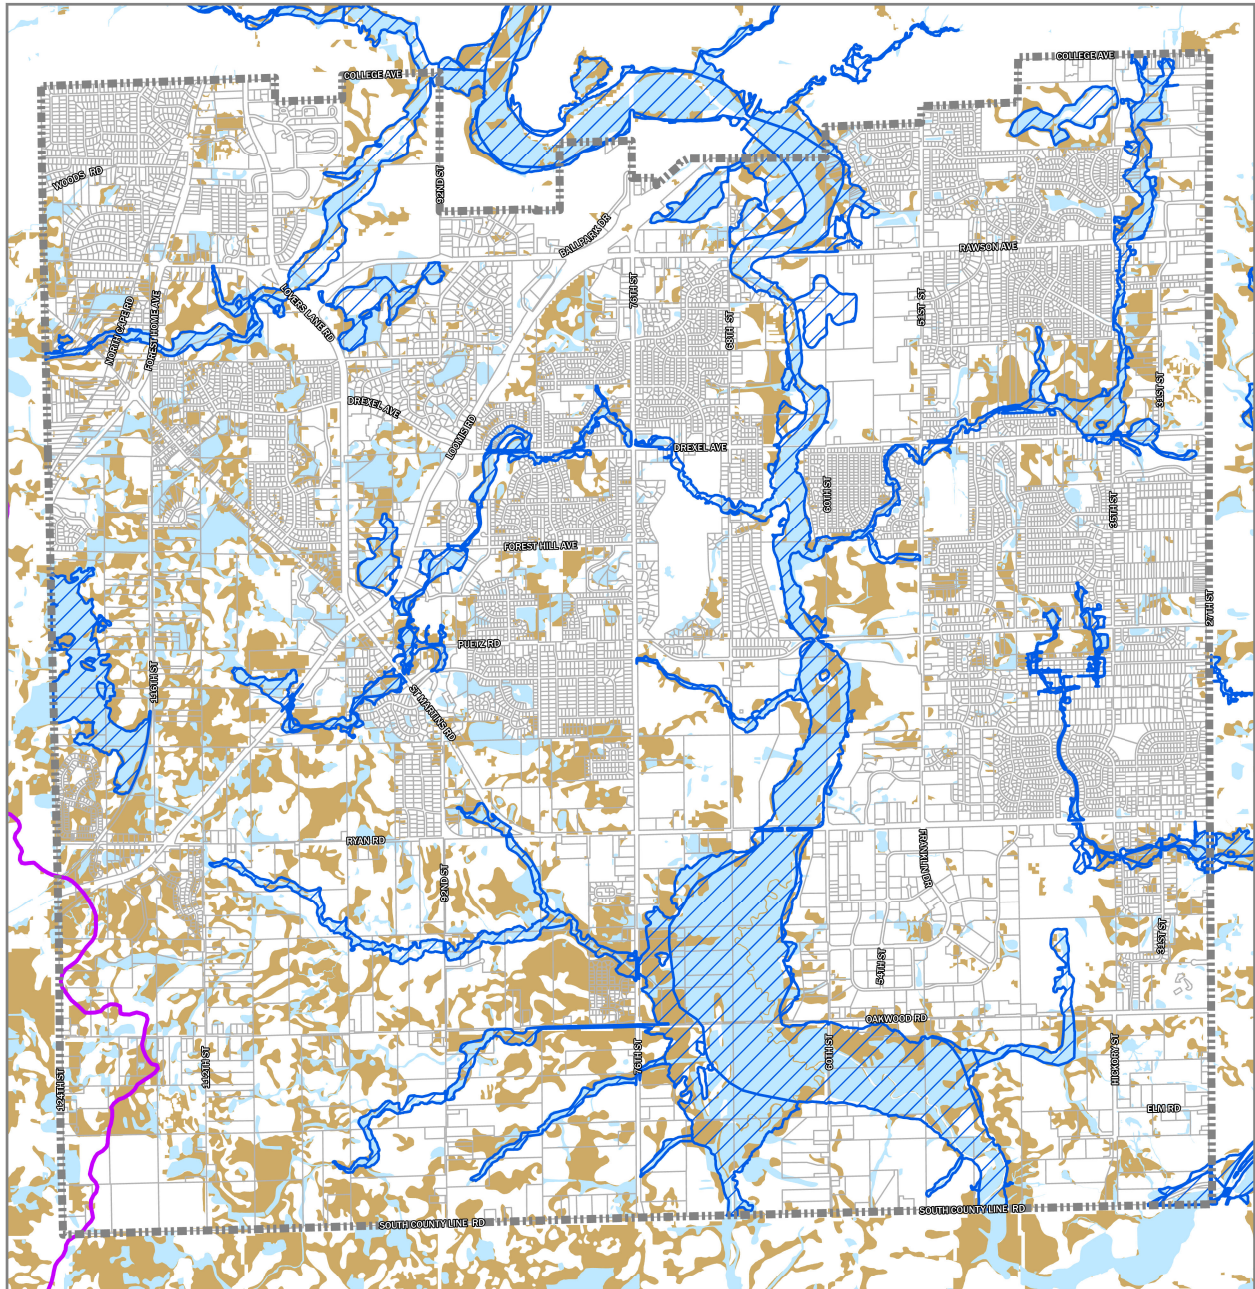 COLLEGE AVE
COLLEGE AVE
WOODS RD
92ND ST
BALLPARK DR
RAWSON AVE
NORTH CAPE RD
FOREST HOME AVE
LOVERS LANE RD
76TH ST
68TH ST
51ST ST
31ST ST
DREXEL AVE
LOOMIS RD
DREXEL AVE
60TH ST
35TH ST
FOREST HILL AVE
27TH ST
PUETZ RD
116TH ST
ST MARTINS RD
RYAN RD
92ND ST
FRANKLIN DR
31ST ST
54TH ST
OAKWOOD RD
76TH ST
60TH ST
HICKORY ST
112TH ST
124TH ST
ELM RD
SOUTH COUNTY LINE RD
SOUTH COUNTY LINE RD